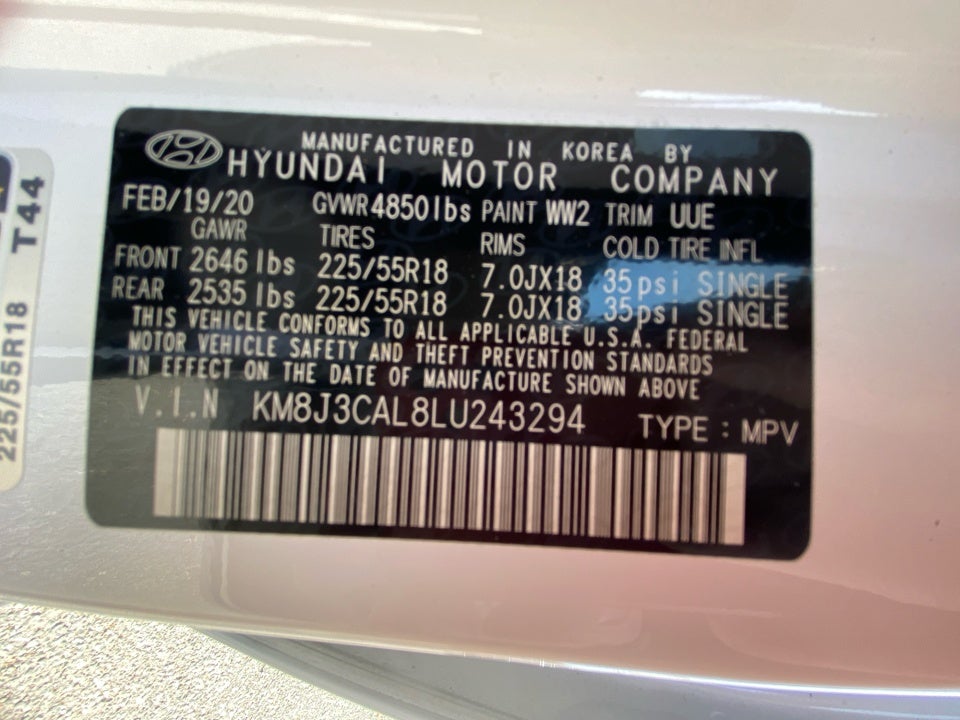 MANUFACTURED IN KOREA BY
HYUNDAI MOTOR COMPANY
FEB/19/20 GVWR 4850lbs PAINT WW2 TRIM UUE
GAWR TIRES RIMS COLD TIRE INFL
FRONT 2646 lbs 225/55R18 7.0JX18 35psi SINGLE
REAR 2535 lbs 225/55R18 7.0JX18 35psi SINGLE
THIS VEHICLE CONFORMS TO ALL APPLICABLE U.S.A. FEDERAL
MOTOR VEHICLE SAFETY AND THEFT PREVENTION STANDARDS
IN EFFECT ON THE DATE OF MANUFACTURE SHOWN ABOVE
V.I.N KM8J3CAL8LU243294 TYPE : MPV
225/55R18 T44